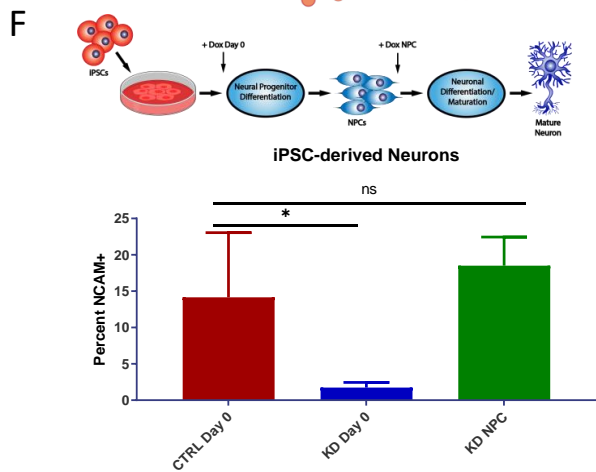 F
+ Dox Day 0
+ Dox NPC
iPSCs
Neural Progenitor
Differentiation
NPCs
Neuronal
Differentiation/
Maturation
Mature
Neuron
iPSC-derived Neurons
ns
*
Percent NCAM+
25
20
15
10
5
0
CTRL Day 0
KD Day 0
KD NPC